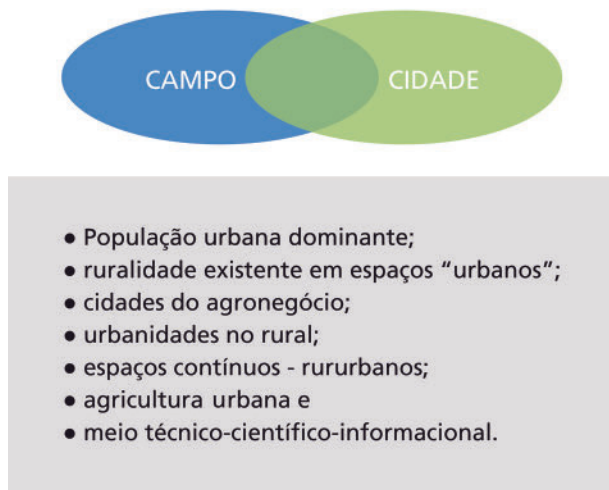 CAMPO
CIDADE
● População urbana dominante;
● ruralidade existente em espaços “urbanos”;
● cidades do agronegócio;
● urbanidades no rural;
● espaços contínuos - rururbanos;
● agricultura urbana e
● meio técnico-científico-informacional.